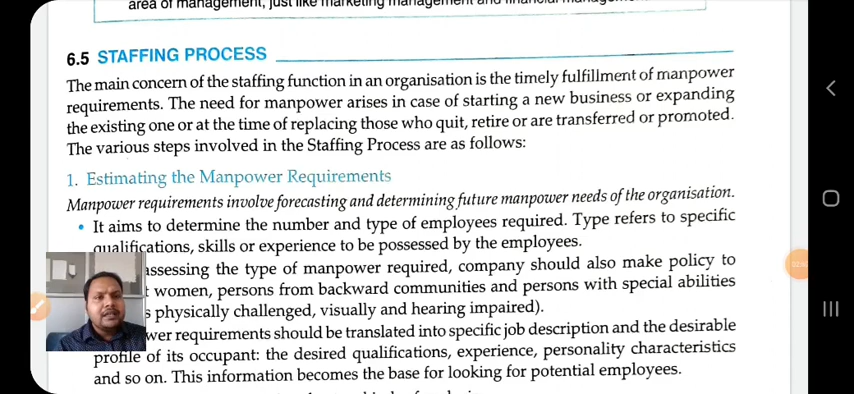 area of management, just like marketing management and financial
6.5 STAFFING PROCESS
The main concern of the staffing function in an organisation is the timely fulfillment of manpower
requirements. The need for manpower arises in case of starting a new business or expanding
the existing one or at the time of replacing those who quit, retire or are transferred or promoted.
The various steps involved in the Staffing Process are as follows:
1. Estimating the Manpower Requirements
Manpower requirements involve forecasting and determining future manpower needs of the organisation.
• It aims to determine the number and type of employees required. Type refers to specific
qualifications, skills or experience to be possessed by the employees.
assessing the type of manpower required, company should also make policy to
t women, persons from backward communities and persons with special abilities
s physically challenged, visually and hearing impaired).
wer requirements should be translated into specific job description and the desirable
profile of its occupant: the desired qualifications, experience, personality characteristics
and so on. This information becomes the base for looking for potential employees.